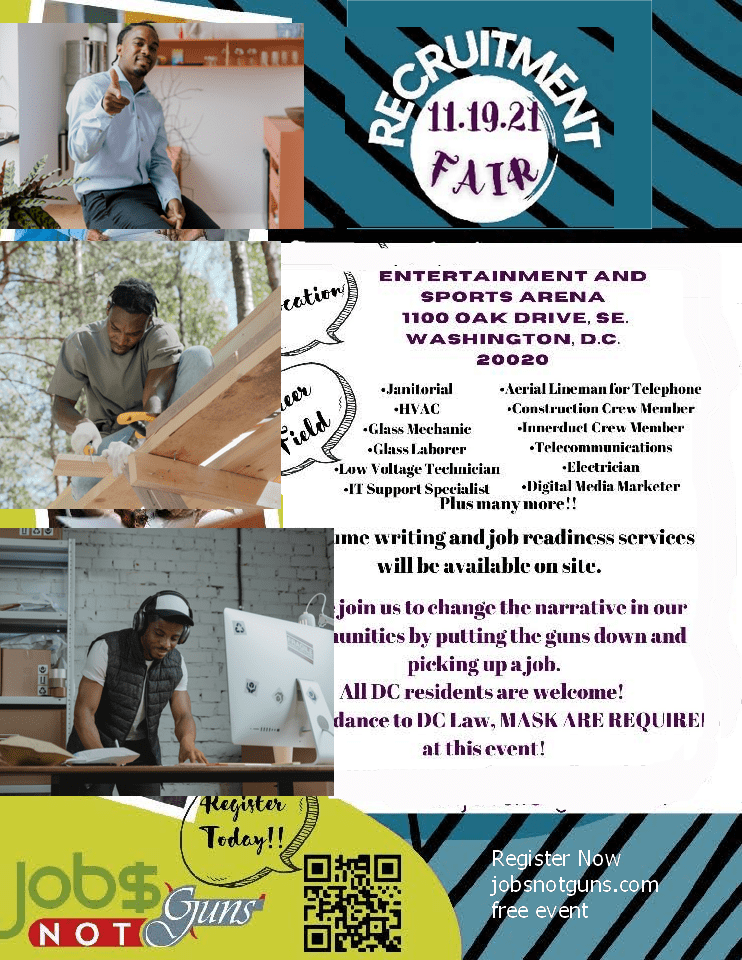 RECRUITMENT
11.19.21
FAIR
ENTERTAINMENT AND
SPORTS ARENA
1100 OAK DRIVE, SE.
WASHINGTON, D.C.
20020
•Janitorial
•HVAC
•Glass Mechanic
•Glass Laborer
•Low Voltage Technician
•IT Support Specialist
•Aerial Lineman for Telephone
•Construction Crew Member
•Innerduct Crew Member
•Telecommunications
•Electrician
•Digital Media Marketer
Plus many more!!
writing and job readiness services
will be available on site.
join us to change the narrative in our
by putting the guns down and
picking up a job.
All DC residents are welcome!
to DC Law, MASK ARE
at this event!
Field
Register
Today!!
Job$
NOT
Guns
Register Now
jobsnotguns.com
free event